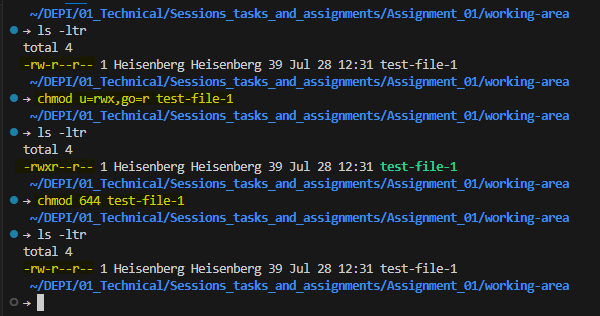 ~/DEPI/01_Technical/Sessions_tasks_and_assignments/Assignment_01/working-area
→ ls -ltr
total 4
-rw-r--r-- 1 Heisenberg Heisenberg 39 Jul 28 12:31 test-file-1
~/DEPI/01_Technical/Sessions_tasks_and_assignments/Assignment_01/working-area
→ chmod u=rwx,go=r test-file-1
~/DEPI/01_Technical/Sessions_tasks_and_assignments/Assignment_01/working-area
→ ls -ltr
total 4
-rwxr--r-- 1 Heisenberg Heisenberg 39 Jul 28 12:31 test-file-1
~/DEPI/01_Technical/Sessions_tasks_and_assignments/Assignment_01/working-area
→ chmod 644 test-file-1
~/DEPI/01_Technical/Sessions_tasks_and_assignments/Assignment_01/working-area
→ ls -ltr
total 4
-rw-r--r-- 1 Heisenberg Heisenberg 39 Jul 28 12:31 test-file-1
~/DEPI/01_Technical/Sessions_tasks_and_assignments/Assignment_01/working-area
→